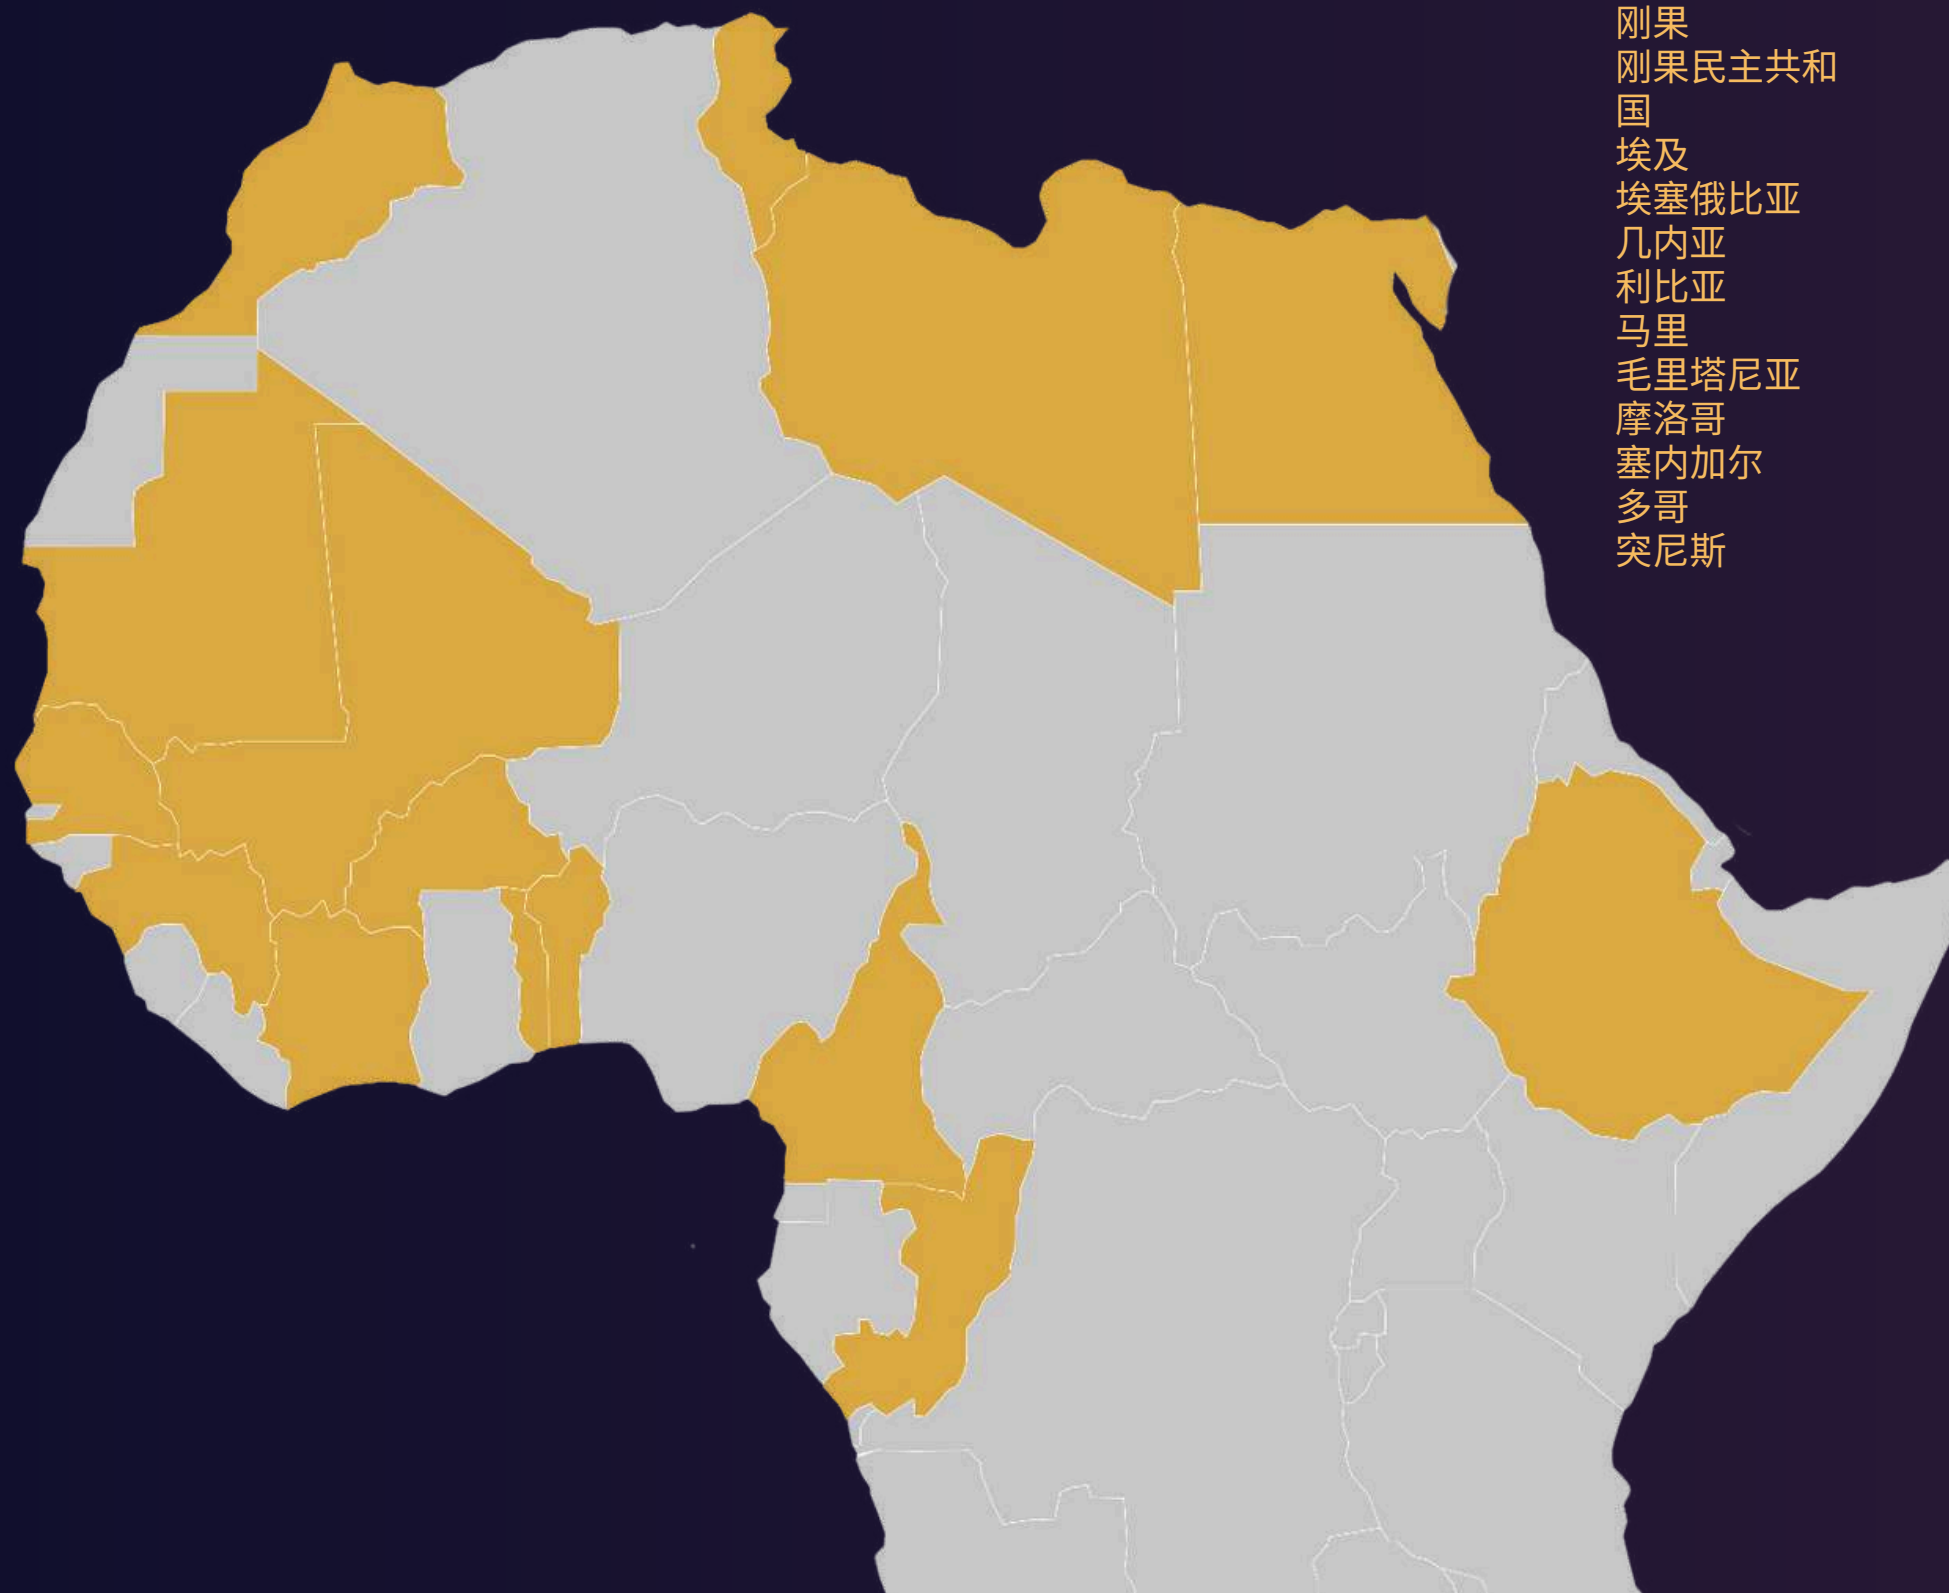 刚果
刚果民主共和
国
埃及
埃塞俄比亚
几内亚
利比亚
马里
毛里塔尼亚
摩洛哥
塞内加尔
多哥
突尼斯